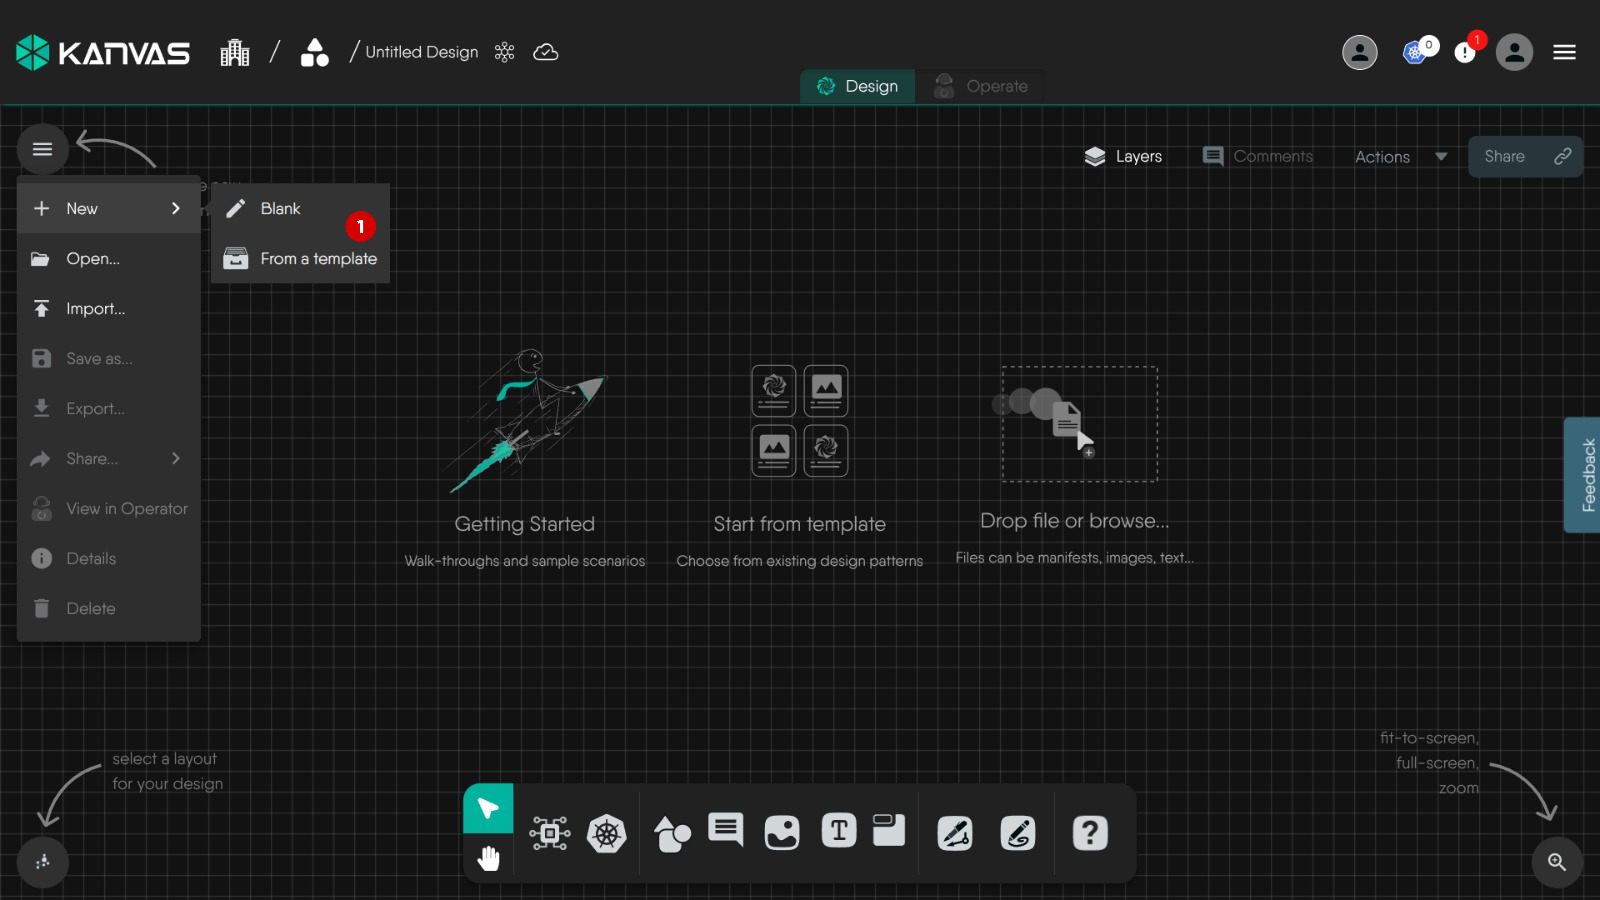 KANVAS
/
/ Untitled Design
Design
Operate
0
1
Layers
Comments
Actions
Share
New
Blank
1
From a template
Open...
Import...
Save as...
Export...
Share...
View in Operator
Details
Delete
Getting Started
Walk-throughs and sample scenarios
Start from template
Choose from existing design patterns
Drop file or browse...
Files can be manifests, images, text...
Feedback
select a layout
for your design
fit-to-screen,
full-screen,
zoom
T
?